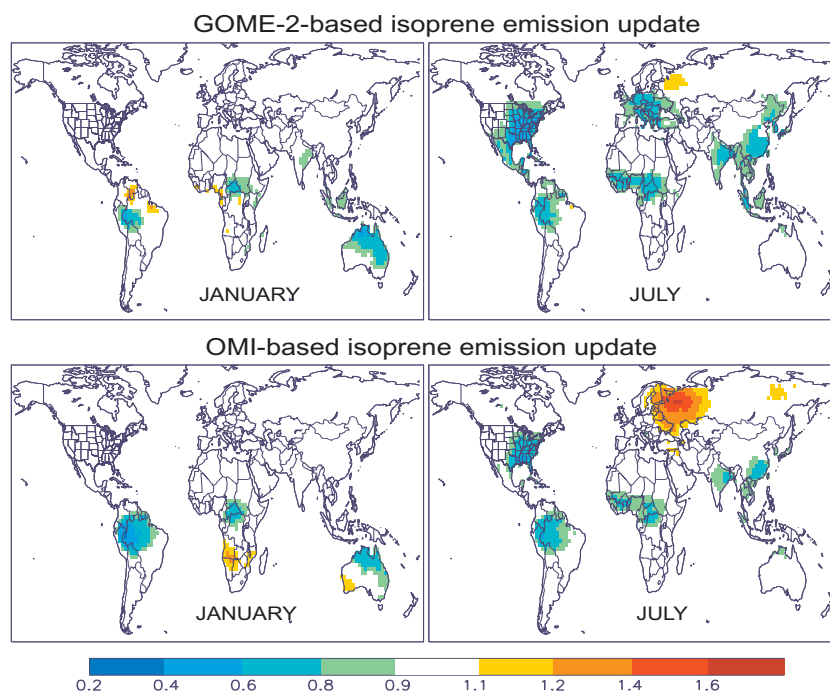 GOME-2-based isoprene emission update
JANUARY
JULY
OMI-based isoprene emission update
JANUARY
JULY
0.2 0.4 0.6 0.8 0.9 1.1 1.2 1.4 1.6